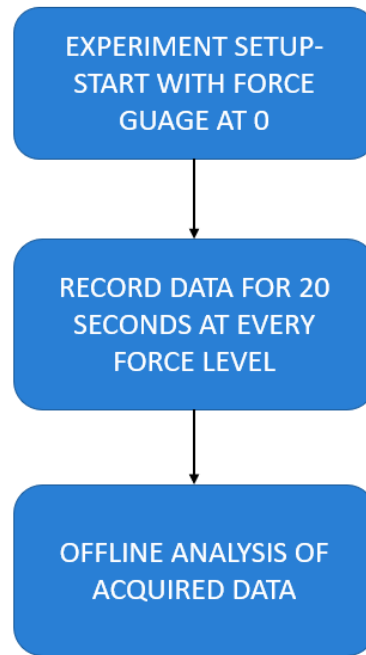 EXPERIMENT SETUP-
START WITH FORCE
GUAGE AT 0
RECORD DATA FOR 20
SECONDS AT EVERY
FORCE LEVEL
OFFLINE ANALYSIS OF
ACQUIRED DATA